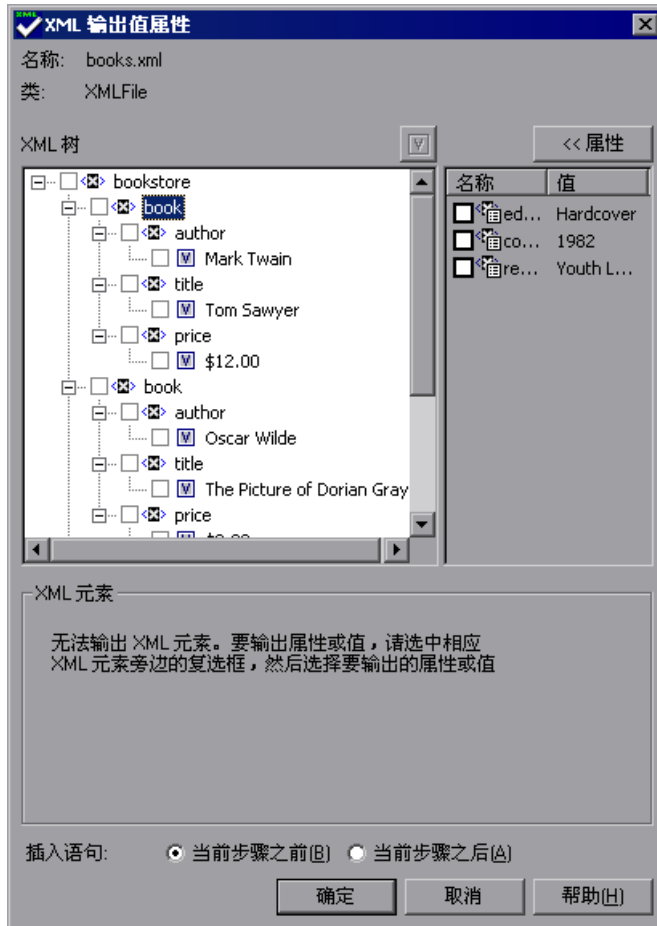 XML 输出值属性
名称: books.xml
类: XMLFile
XML 树
<< 属性
bookstore
book
author
Mark Twain
title
Tom Sawyer
price
$12.00
book
author
Oscar Wilde
title
The Picture of Dorian Gray
price
名称 值
ed... Hardcover
co... 1982
re... Youth L...
XML 元素
无法输出 XML 元素。要输出属性或值，请选中相应
XML 元素旁边的复选框，然后选择要输出的属性或值
插入语句: 当前步骤之前(B) 当前步骤之后(A)
确定 取消 帮助(H)